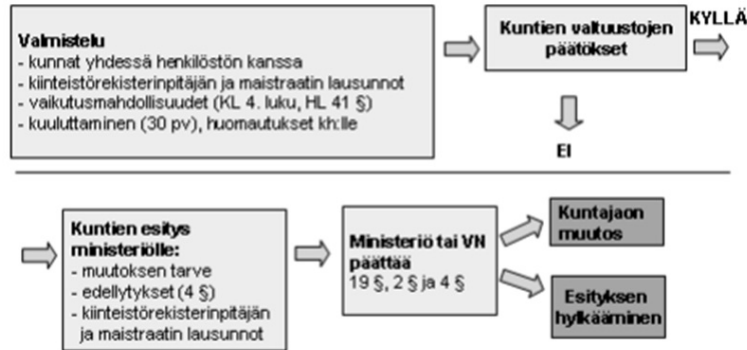 Valmistelu
- kunnat yhdessä henkilöstön kanssa
- kiinteistörekisterinpitäjän ja maistraatin lausunnot
- vaikutusmahdollisuudet (KL 4. luku, HL 41 §)
- kuuluttaminen (30 pv), huomautukset kh:lle
Kuntien valtuustojen
päätökset
KYLLÄ
EI
Kuntien esitys
ministeriölle:
- muutoksen tarve
- edellytykset (4 §)
- kiinteistörekisterinpitäjän
ja maistraatin lausunnot
Ministeriö tai VN
päättää
19 §, 2 § ja 4 §
Kuntajaon
muutos
Esityksen
hylkääminen